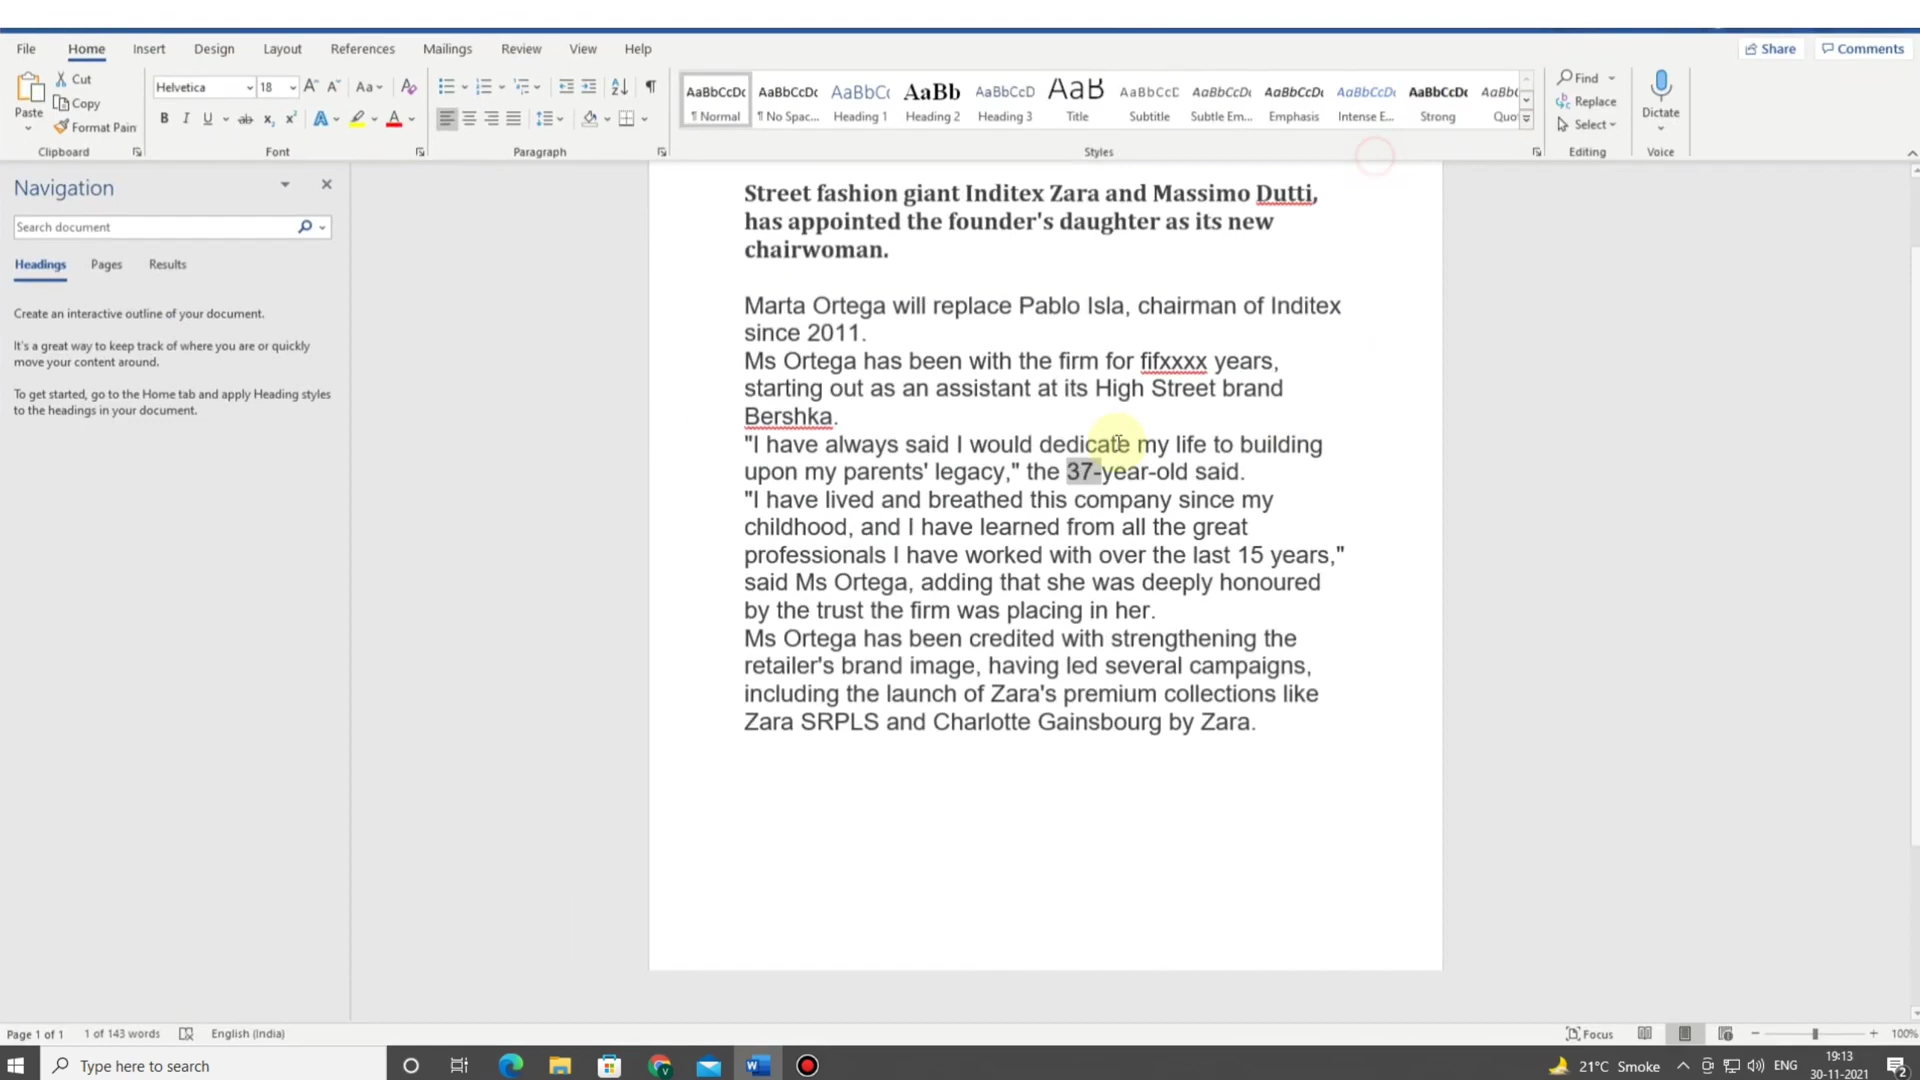 File Home Insert Design Layout References Mailings Review View Help Share Comments
Cut
Copy
Format Pain
Paste
Helvetica 18 Aa
Clipboard Font Paragraph Styles Editing Voice
AaBbCcDc AaBbCcDc AaBbCc AaBb AaBbCcD AaB AaBbCcD AaBbCcDc AaBbCcDc AaBbCcDc AaBbCcDc AaBbC
¶ Normal ¶ No Spac... Heading 1 Heading 2 Heading 3 Title Subtitle Subtle Em... Emphasis Intense E... Strong Quo
Find
Replace
Select
Dictate
Navigation
Search document
Headings Pages Results
Create an interactive outline of your document.
It's a great way to keep track of where you are or quickly
move your content around.
To get started, go to the Home tab and apply Heading styles
to the headings in your document.
Street fashion giant Inditex Zara and Massimo Dutti,
has appointed the founder's daughter as its new
chairwoman.
Marta Ortega will replace Pablo Isla, chairman of Inditex
since 2011.
Ms Ortega has been with the firm for fifxxxx years,
starting out as an assistant at its High Street brand
Bershka.
"I have always said I would dedicate my life to building
upon my parents' legacy," the 37-year-old said.
"I have lived and breathed this company since my
childhood, and I have learned from all the great
professionals I have worked with over the last 15 years,"
said Ms Ortega, adding that she was deeply honoured
by the trust the firm was placing in her.
Ms Ortega has been credited with strengthening the
retailer's brand image, having led several campaigns,
including the launch of Zara's premium collections like
Zara SRPLS and Charlotte Gainsbourg by Zara.
Page 1 of 1 1 of 143 words English (India) Focus 100%
Type here to search 21°C Smoke ENG 19:13
30-11-2021